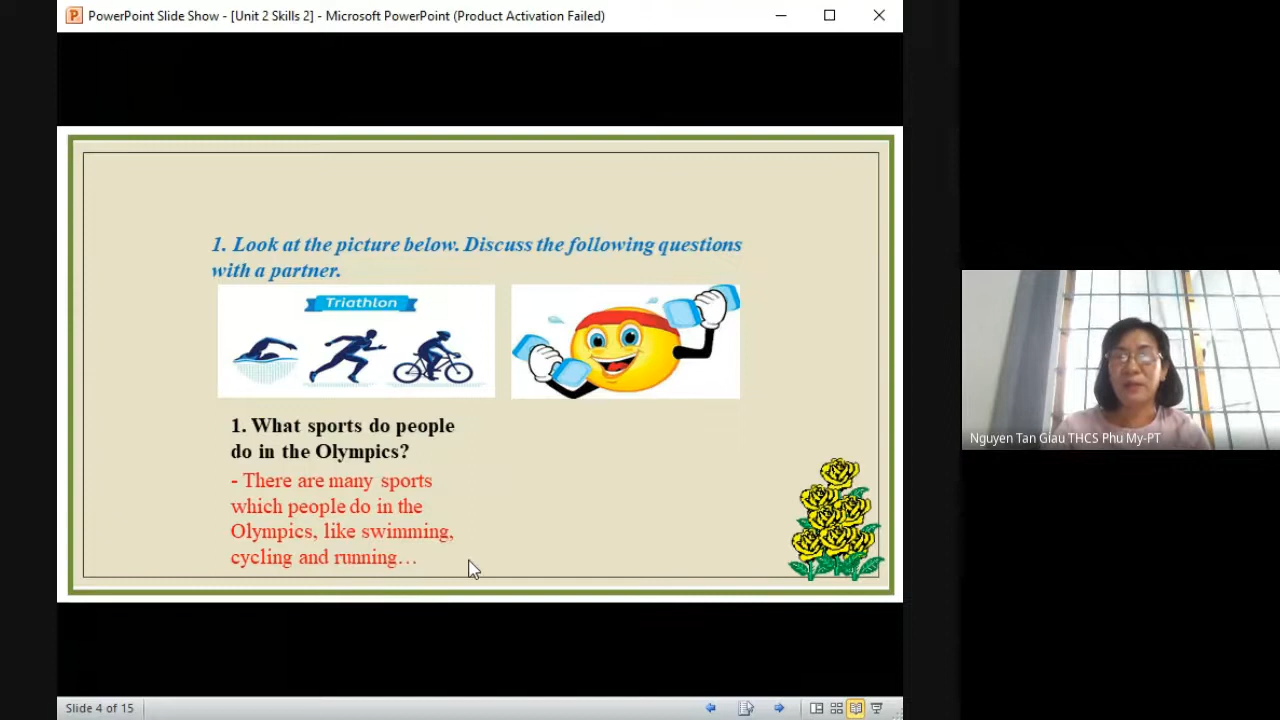 PowerPoint Slide Show - [Unit 2 Skills 2] - Microsoft PowerPoint (Product Activation Failed)
1. Look at the picture below. Discuss the following questions
with a partner.
Triathlon
1. What sports do people
do in the Olympics?
- There are many sports
which people do in the
Olympics, like swimming,
cycling and running…
Nguyen Tan Giau THCS Phu My-PT
Slide 4 of 15